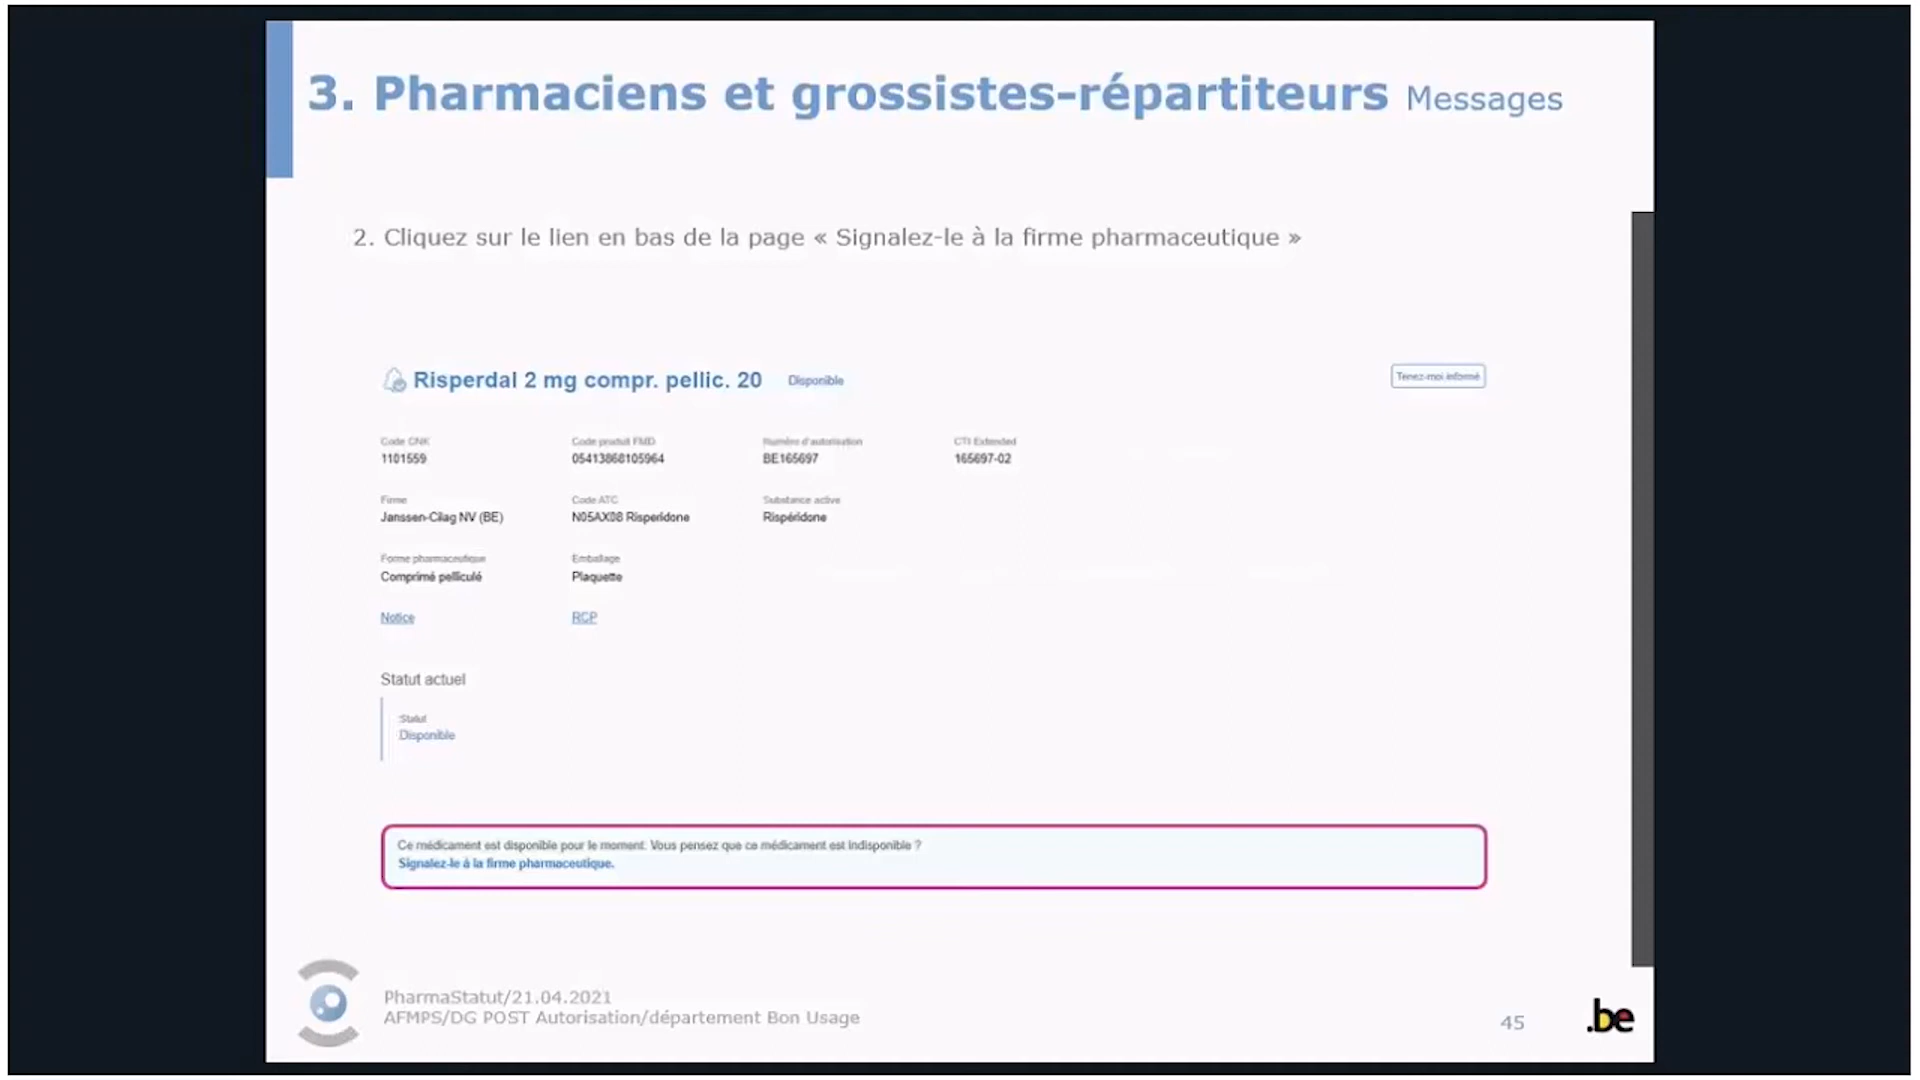 3. Pharmaciens et grossistes-répartiteurs Messages
2. Cliquez sur le lien en bas de la page « Signalez-le à la firme pharmaceutique »
Risperdal 2 mg compr. pellic. 20 Disponible Tenez-moi informé
Code CNK Code produit FMD Numéro d'autorisation CTI Extended
1101559 05413868105964 BE165697 165697-02
Firme Code ATC Substance active
Janssen-Cilag NV (BE) N05AX08 Risperidone Rispéridone
Forme pharmaceutique Emballage
Comprimé pelliculé Plaquette
Notice RCP
Statut actuel
Statut
Disponible
Ce médicament est disponible pour le moment. Vous pensez que ce médicament est indisponible ?
Signalez-le à la firme pharmaceutique.
PharmaStatut/21.04.2021
AFMPS/DG POST Autorisation/département Bon Usage
45
.be